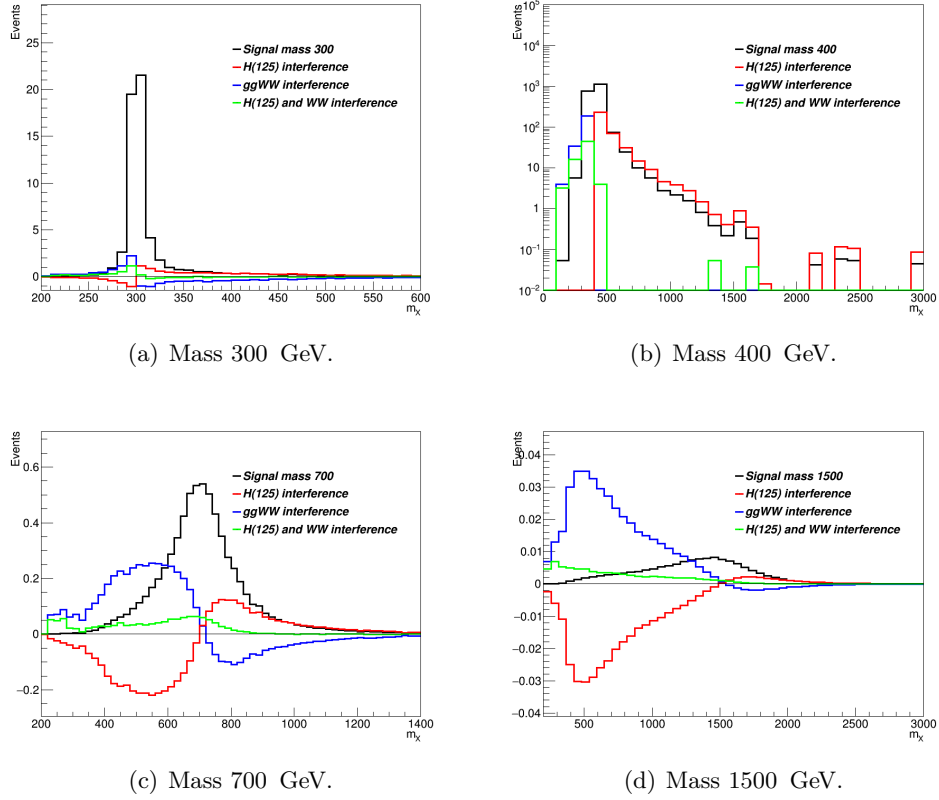 Events
25
20
15
10
5
0
200 250 300 350 400 450 500 550 600
m_X
Signal mass 300
H(125) interference
ggWW interference
H(125) and WW interference
(a) Mass 300 GeV.
Events
10^5
10^4
10^3
10^2
10
1
10^−1
10^−2
0 500 1000 1500 2000 2500 3000
m_X
Signal mass 400
H(125) interference
ggWW interference
H(125) and WW interference
(b) Mass 400 GeV.
Events
0.6
0.4
0.2
0
−0.2
200 400 600 800 1000 1200 1400
m_X
Signal mass 700
H(125) interference
ggWW interference
H(125) and WW interference
(c) Mass 700 GeV.
Events
0.04
0.03
0.02
0.01
0
−0.01
−0.02
−0.03
−0.04
500 1000 1500 2000 2500 3000
m_X
Signal mass 1500
H(125) interference
ggWW interference
H(125) and WW interference
(d) Mass 1500 GeV.